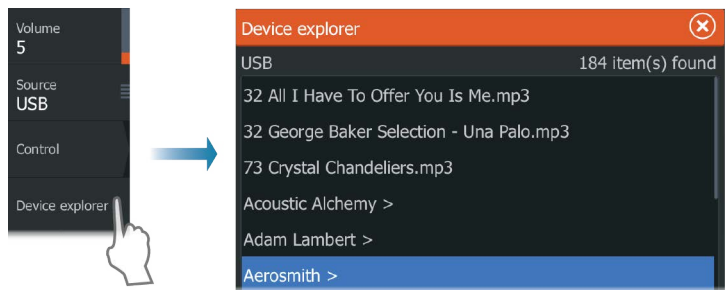 Volume
5
Source
USB
Control
Device explorer
Device explorer
USB 184 item(s) found
32 All I Have To Offer You Is Me.mp3
32 George Baker Selection - Una Palo.mp3
73 Crystal Chandeliers.mp3
Acoustic Alchemy >
Adam Lambert >
Aerosmith >